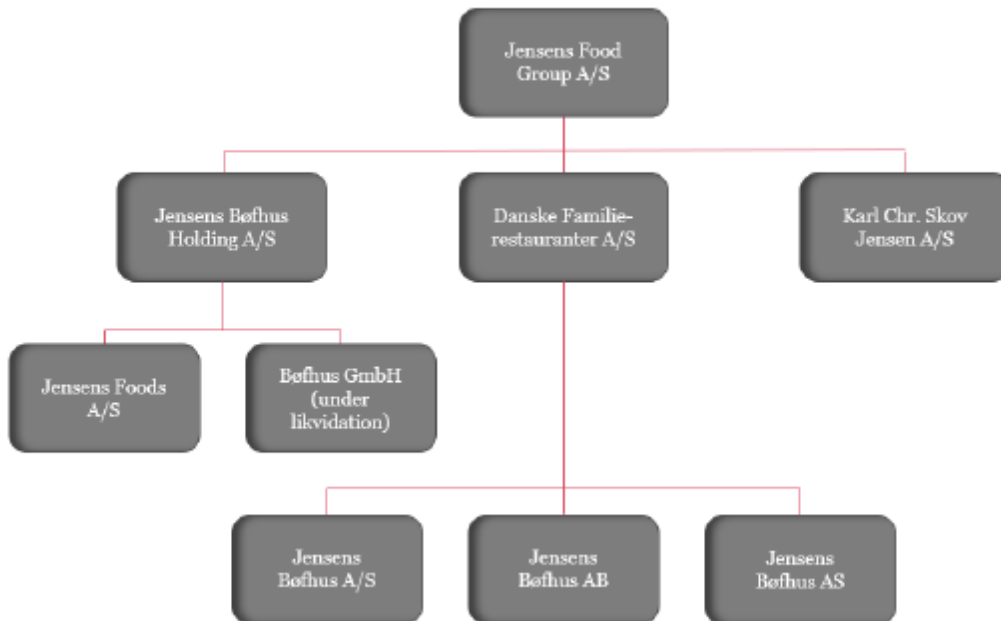 Jensens Food
Group A/S
Jensens Bøfhus
Holding A/S
Danske Familie-
restauranter A/S
Karl Chr. Skov
Jensen A/S
Jensens Foods
A/S
Bøfhus GmbH
(under
likvidation)
Jensens
Bøfhus A/S
Jensens
Bøfhus AB
Jensens
Bøfhus AS